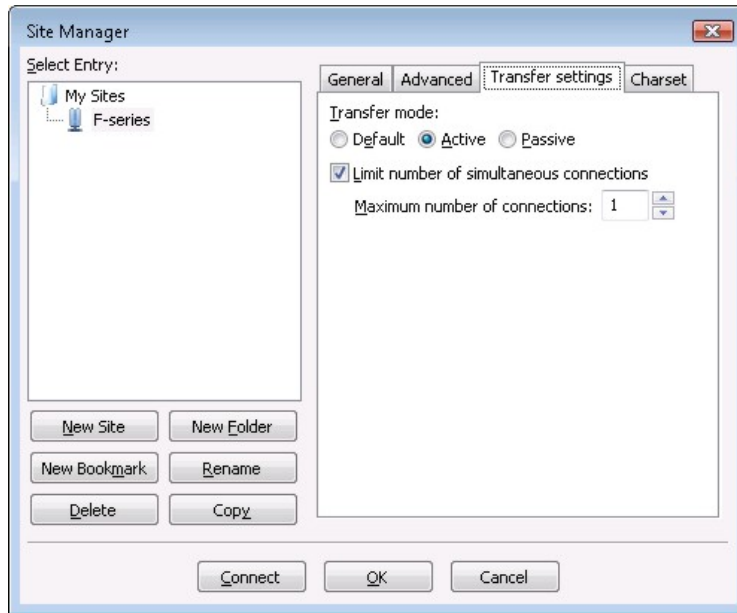 Site Manager
Select Entry:
My Sites
F-series
New Site New Folder
New Bookmark Rename
Delete Copy
General Advanced Transfer settings Charset
Transfer mode:
Default Active Passive
Limit number of simultaneous connections
Maximum number of connections: 1
Connect OK Cancel